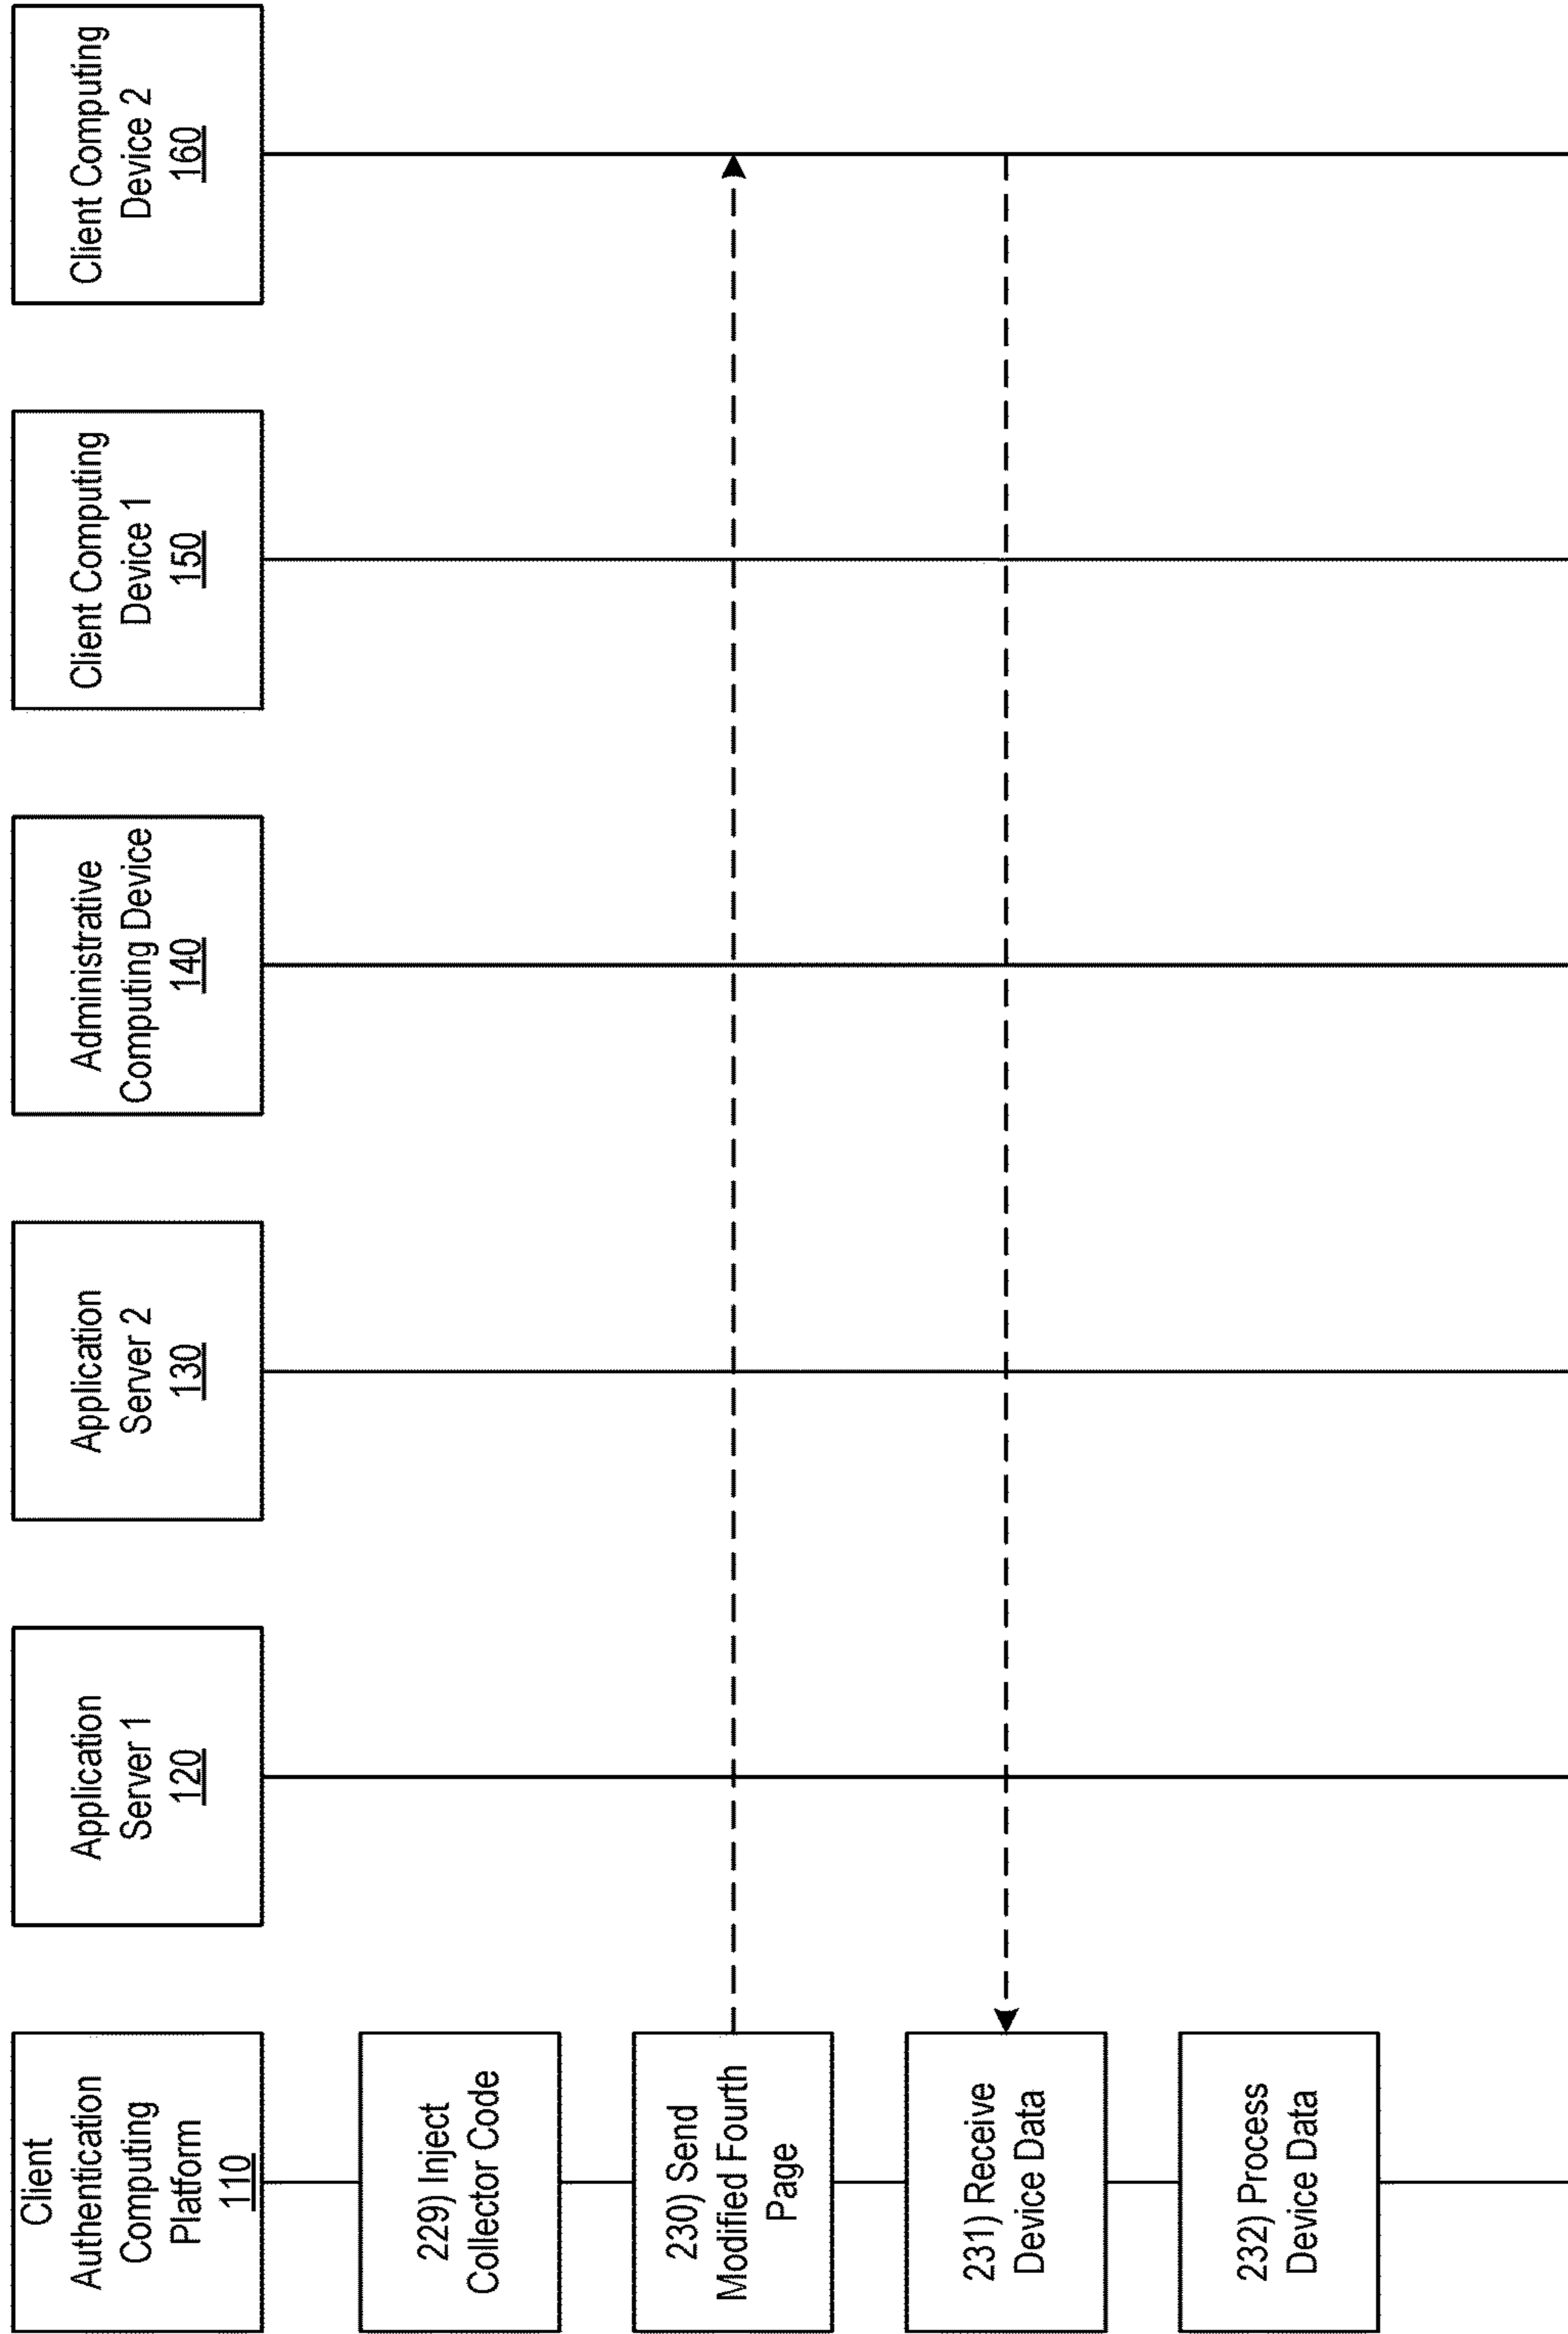 Client
Authentication
Computing
Platform
110
Application
Server 1
120
Application
Server 2
130
Administrative
Computing Device
140
Client Computing
Device 1
150
Client Computing
Device 2
160
229) Inject
Collector Code
230) Send
Modified Fourth
Page
231) Receive
Device Data
232) Process
Device Data